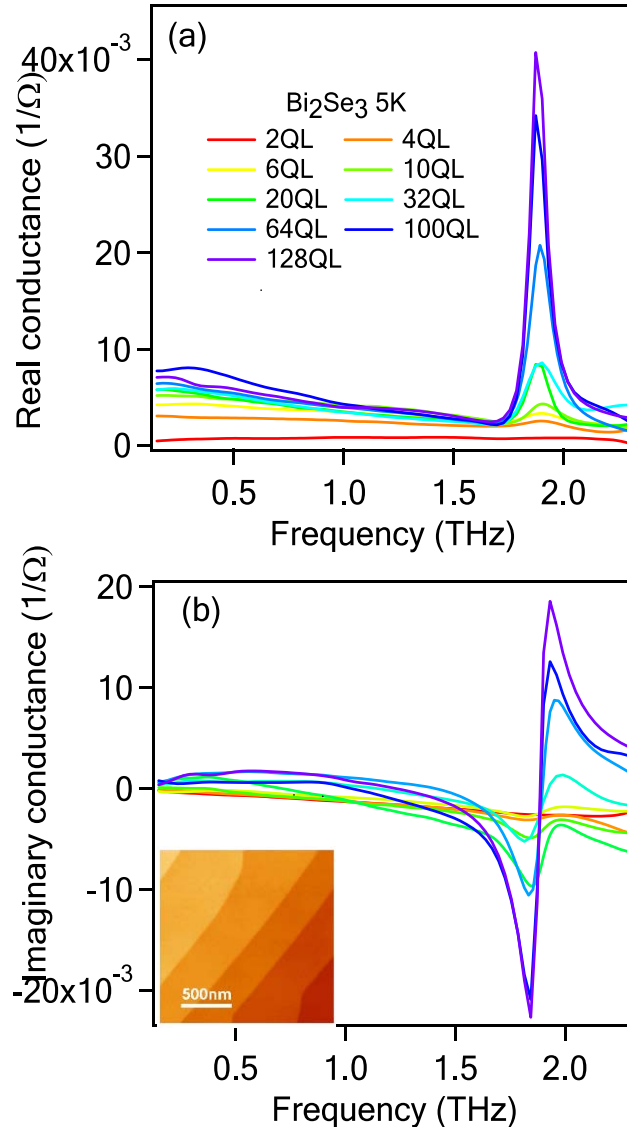 (a)
40x10⁻³
30
20
10
0
Real conductance (1/Ω)
Bi₂Se₃ 5K
2QL 4QL
6QL 10QL
20QL 32QL
64QL 100QL
128QL
0.5 1.0 1.5 2.0
Frequency (THz)
(b)
20
10
0
-10
-20x10⁻³
Imaginary conductance (1/Ω)
500nm
0.5 1.0 1.5 2.0
Frequency (THz)